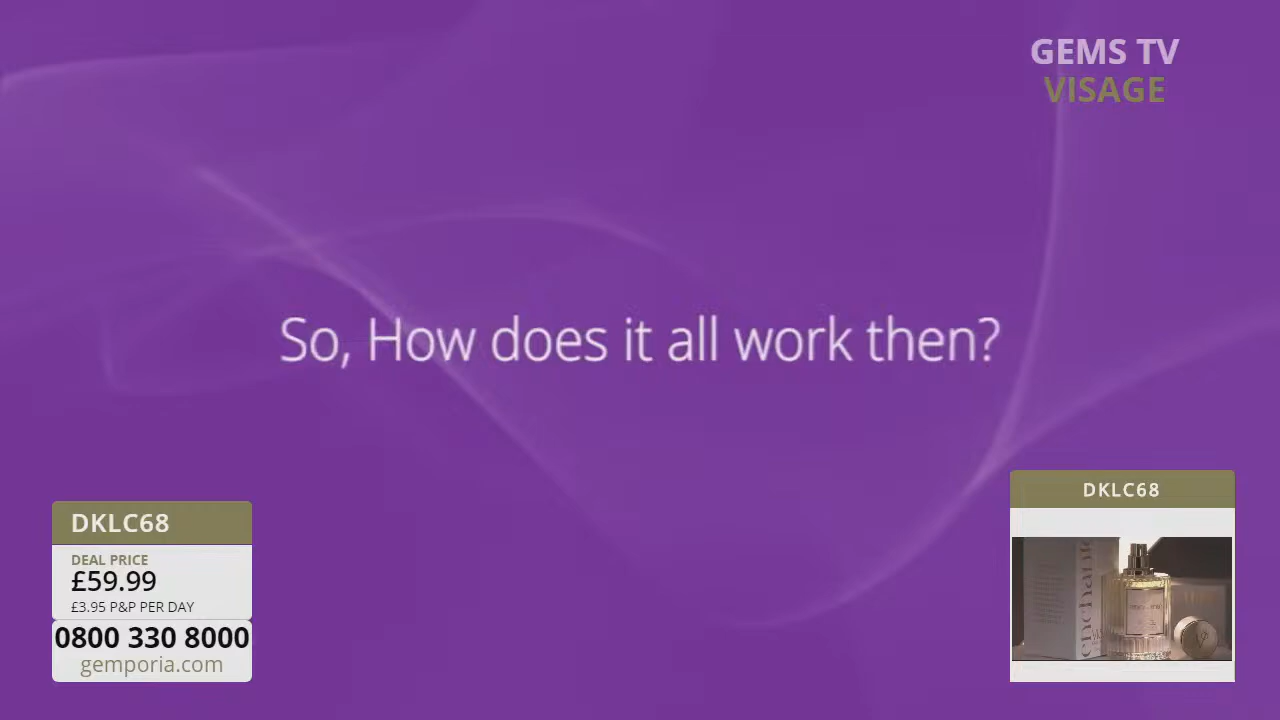 GEMS TV
VISAGE
So, How does it all work then?
DKLC68
DEAL PRICE
£59.99
£3.95 P&P PER DAY
0800 330 8000
gemporia.com
DKLC68
enchante